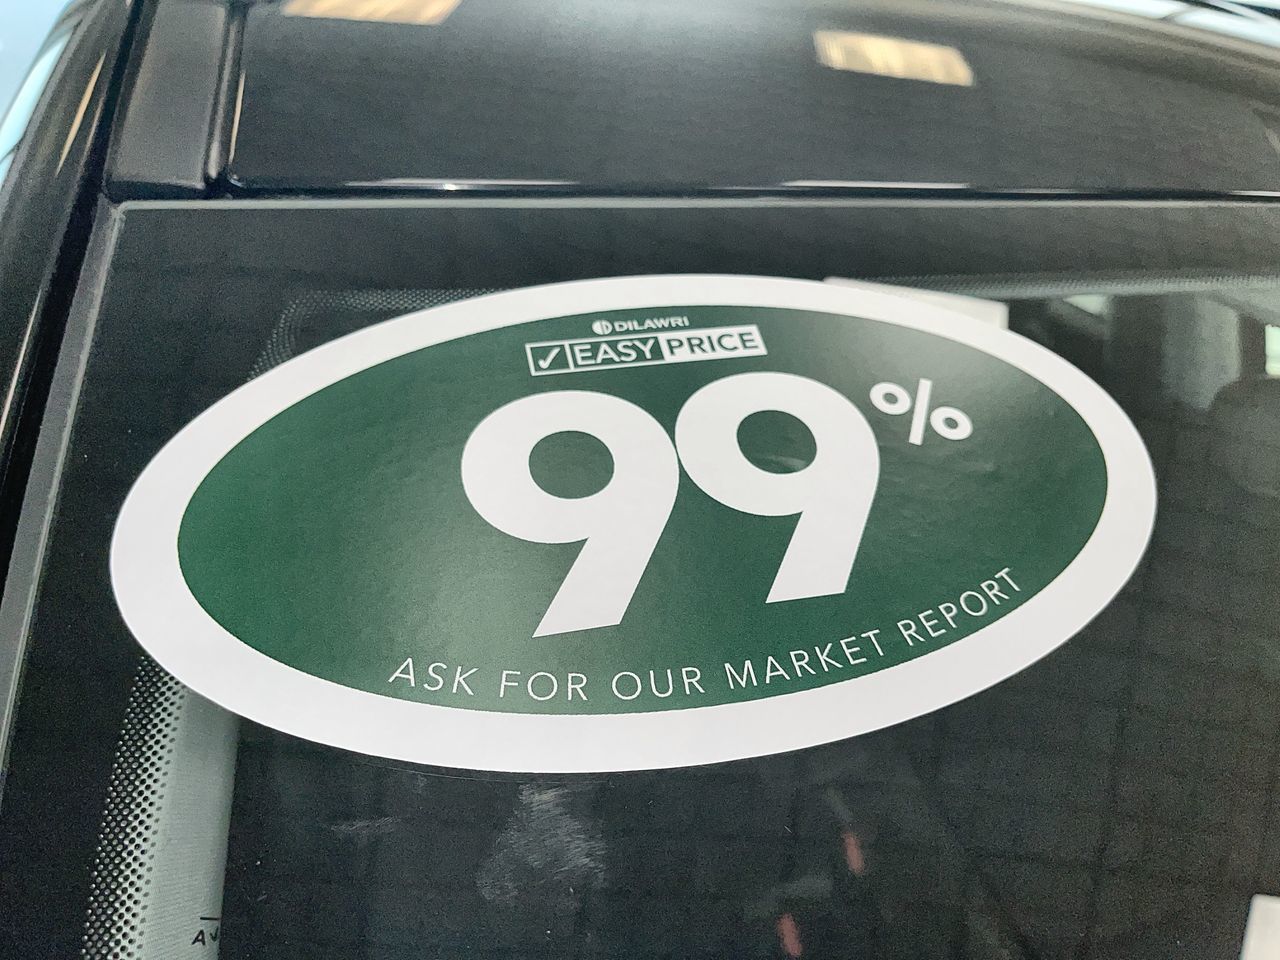 DILAWRI
✓ EASY PRICE
99%
ASK FOR OUR MARKET REPORT